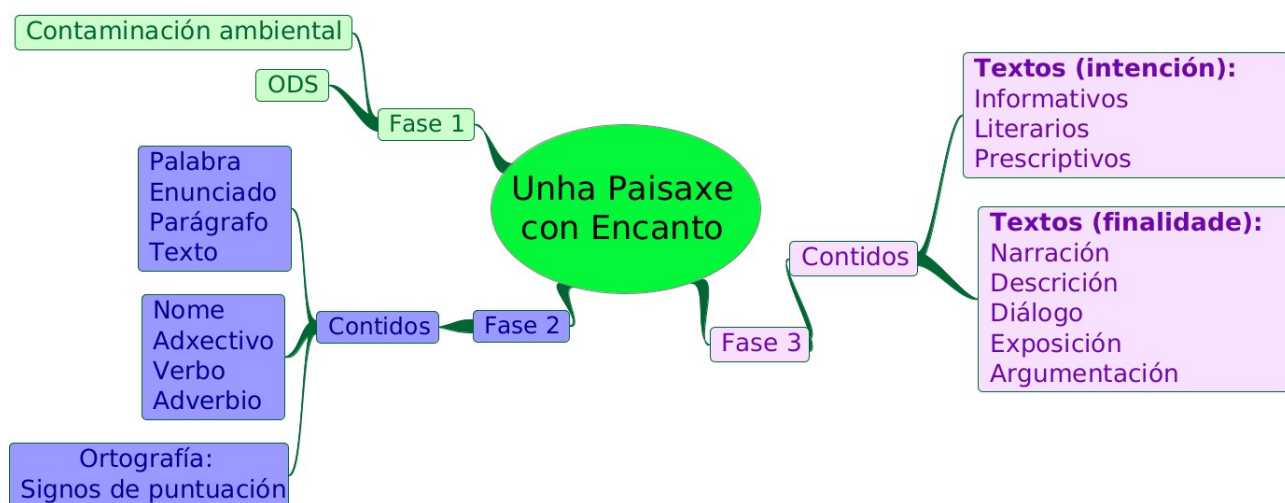 Unha Paisaxe
con Encanto
Fase 1
Contaminación ambiental
ODS
Fase 2
Contidos
Palabra
Enunciado
Parágrafo
Texto
Nome
Adxectivo
Verbo
Adverbio
Ortografía:
Signos de puntuación
Fase 3
Contidos
Textos (intención):
Informativos
Literarios
Prescriptivos
Textos (finalidade):
Narración
Descrición
Diálogo
Exposición
Argumentación